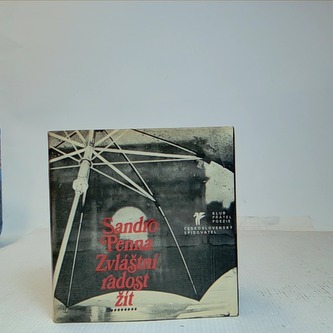 Sandro
Penna
Zvláštní
radost
žít
KLUB
PŘÁTEL
POEZIE
ČESKOSLOVENSKÝ
SPISOVATEL